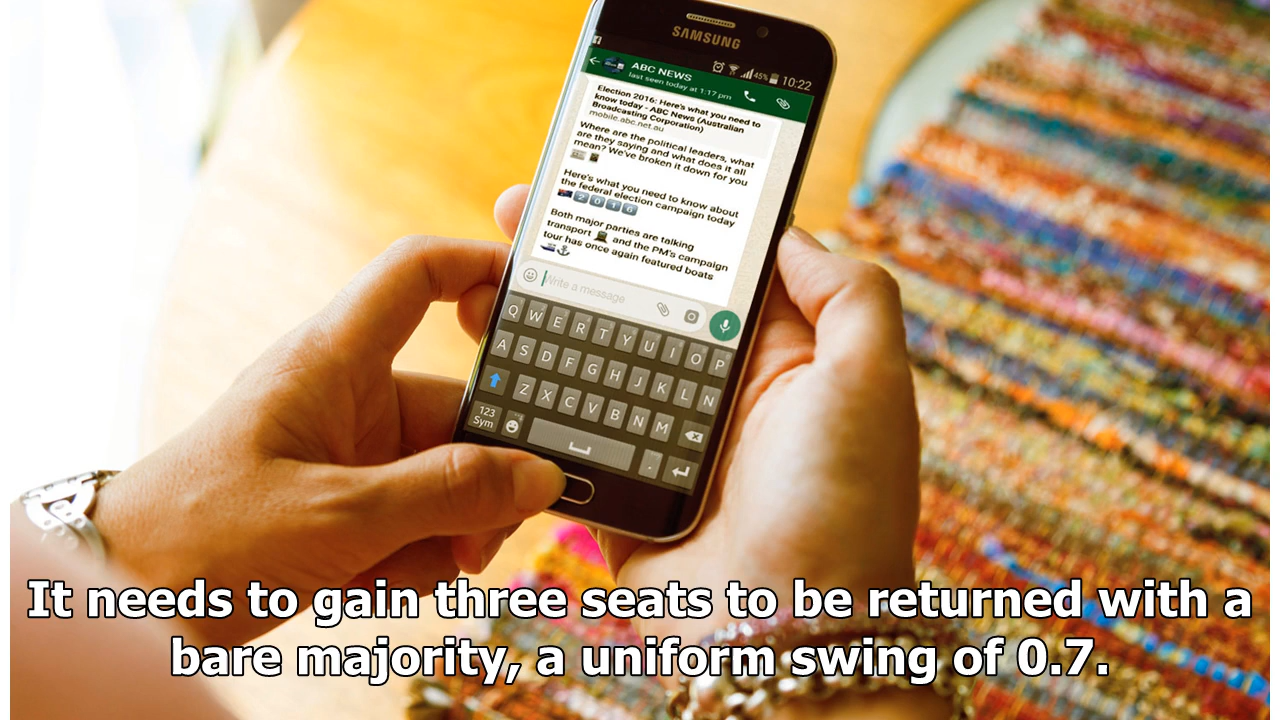 SAMSUNG
45% 10:22
ABC NEWS
last seen today at 1:17 pm
Election 2016: Here's what you need to
know today - ABC News (Australian
Broadcasting Corporation)
mobile.abc.net.au
Where are the political leaders, what
are they saying and what does it all
mean? We've broken it down for you
Here's what you need to know about
the federal election campaign today
2 0 1 6
Both major parties are talking
transport and the PM's campaign
tour has once again featured boats
Write a message
Q W E R T Y U I O P
A S D F G H J K L N
Z X C V B N M
123
Sym
.
It needs to gain three seats to be returned with a
bare majority, a uniform swing of 0.7.